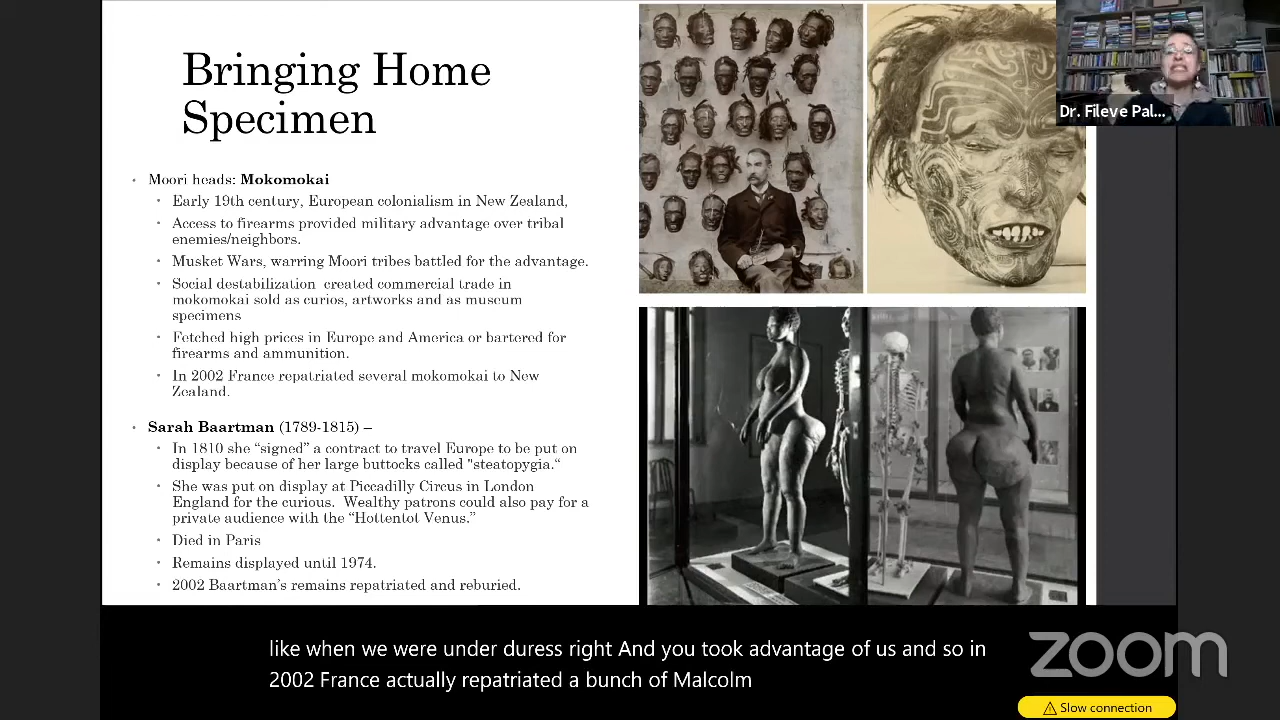 Bringing Home
Specimen
• Moori heads: Mokomokai
• Early 19th century, European colonialism in New Zealand,
• Access to firearms provided military advantage over tribal
enemies/neighbors.
• Musket Wars, warring Moori tribes battled for the advantage.
• Social destabilization created commercial trade in
mokomokai sold as curios, artworks and as museum
specimens
• Fetched high prices in Europe and America or bartered for
firearms and ammunition.
• In 2002 France repatriated several mokomokai to New
Zealand.
• Sarah Baartman (1789-1815) –
• In 1810 she “signed” a contract to travel Europe to be put on
display because of her large buttocks called "steatopygia.“
• She was put on display at Piccadilly Circus in London
England for the curious. Wealthy patrons could also pay for a
private audience with the “Hottentot Venus.”
• Died in Paris
• Remains displayed until 1974.
• 2002 Baartman’s remains repatriated and reburied.
Dr. Fileve Pal...
like when we were under duress right And you took advantage of us and so in
2002 France actually repatriated a bunch of Malcolm
zoom
Slow connection